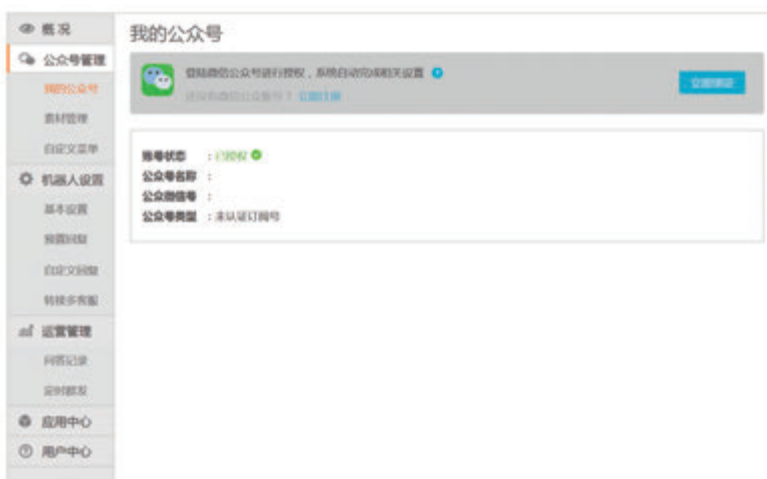 概况
公众号管理
我的公众号
素材管理
自定义菜单
机器人设置
基本设置
预置回复
自定义回复
转接多客服
运营管理
问答记录
定时群发
应用中心
用户中心
我的公众号
登陆微信公众号进行授权，系统自动完成相关设置
还没有微信公众账号？立即注册
立即绑定
账号状态 ：已授权
公众号名称 ：
公众微信号 ：
公众号类型 ：未认证订阅号